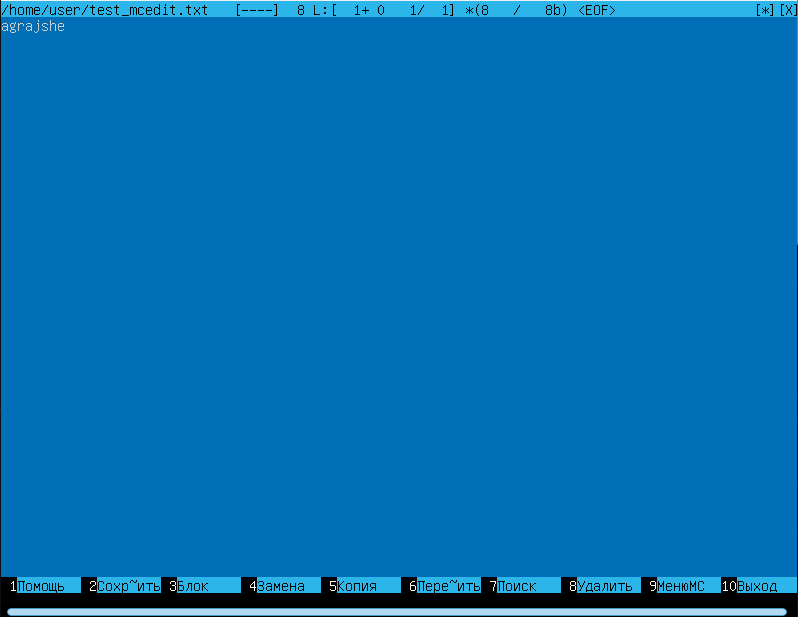 /home/user/test_mcedit.txt   [----]  8 L:[  1+ 0   1/  1] *(8   /   8b) <EOF>                 [*][X]
agrajshe
1Помощь  2Сохр~ить 3Блок     4Замена   5Копия    6Пере~ить 7Поиск    8Удалить  9МенюMC  10Выход